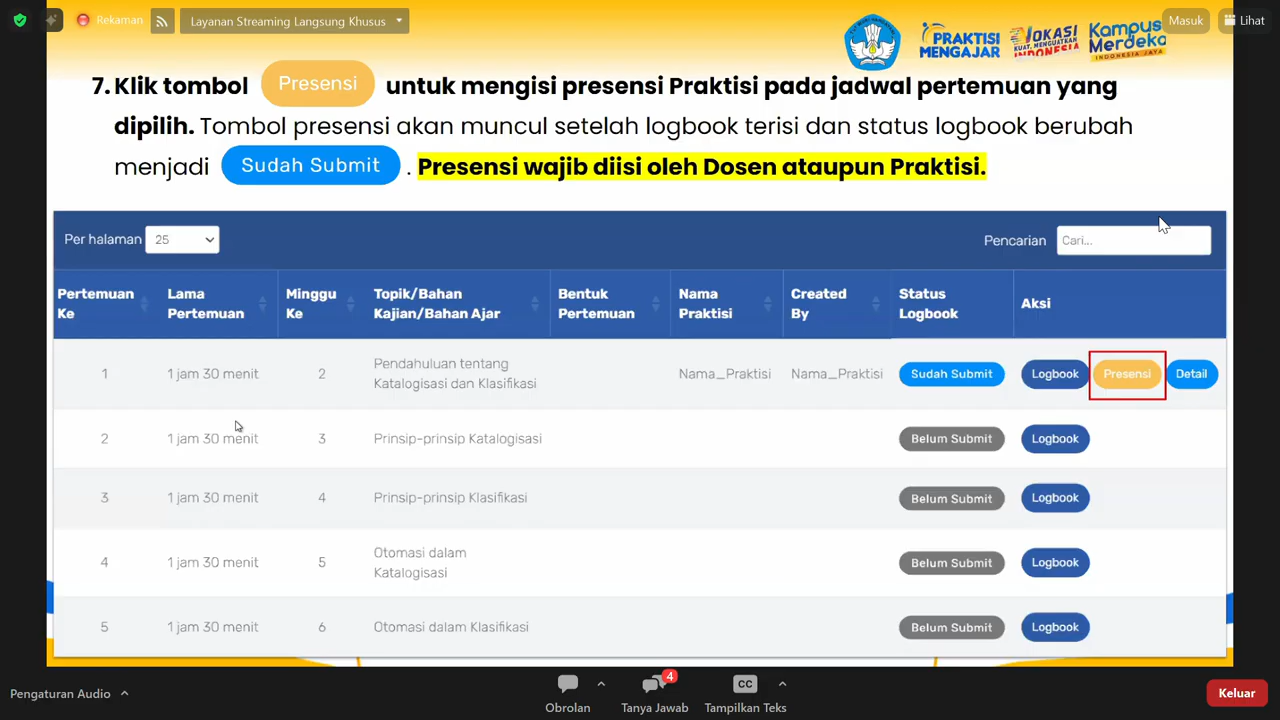 Rekaman
Layanan Streaming Langsung Khusus
Masuk
Lihat
PRAKTISI
MENGAJAR
VOKASI
KUAT, MENGUATKAN
INDONESIA
Kampus
Merdeka
INDONESIA JAYA
7. Klik tombol Presensi untuk mengisi presensi Praktisi pada jadwal pertemuan yang
dipilih. Tombol presensi akan muncul setelah logbook terisi dan status logbook berubah
menjadi Sudah Submit . Presensi wajib diisi oleh Dosen ataupun Praktisi.
Per halaman 25
Pencarian Cari...
Pertemuan Ke
Lama Pertemuan
Minggu Ke
Topik/Bahan Kajian/Bahan Ajar
Bentuk Pertemuan
Nama Praktisi
Created By
Status Logbook
Aksi
1 1 jam 30 menit 2 Pendahuluan tentang Katalogisasi dan Klasifikasi Nama_Praktisi Nama_Praktisi Sudah Submit Logbook Presensi Detail
2 1 jam 30 menit 3 Prinsip-prinsip Katalogisasi Belum Submit Logbook
3 1 jam 30 menit 4 Prinsip-prinsip Klasifikasi Belum Submit Logbook
4 1 jam 30 menit 5 Otomasi dalam Katalogisasi Belum Submit Logbook
5 1 jam 30 menit 6 Otomasi dalam Klasifikasi Belum Submit Logbook
Pengaturan Audio
Obrolan
4
Tanya Jawab
CC
Tampilkan Teks
Keluar